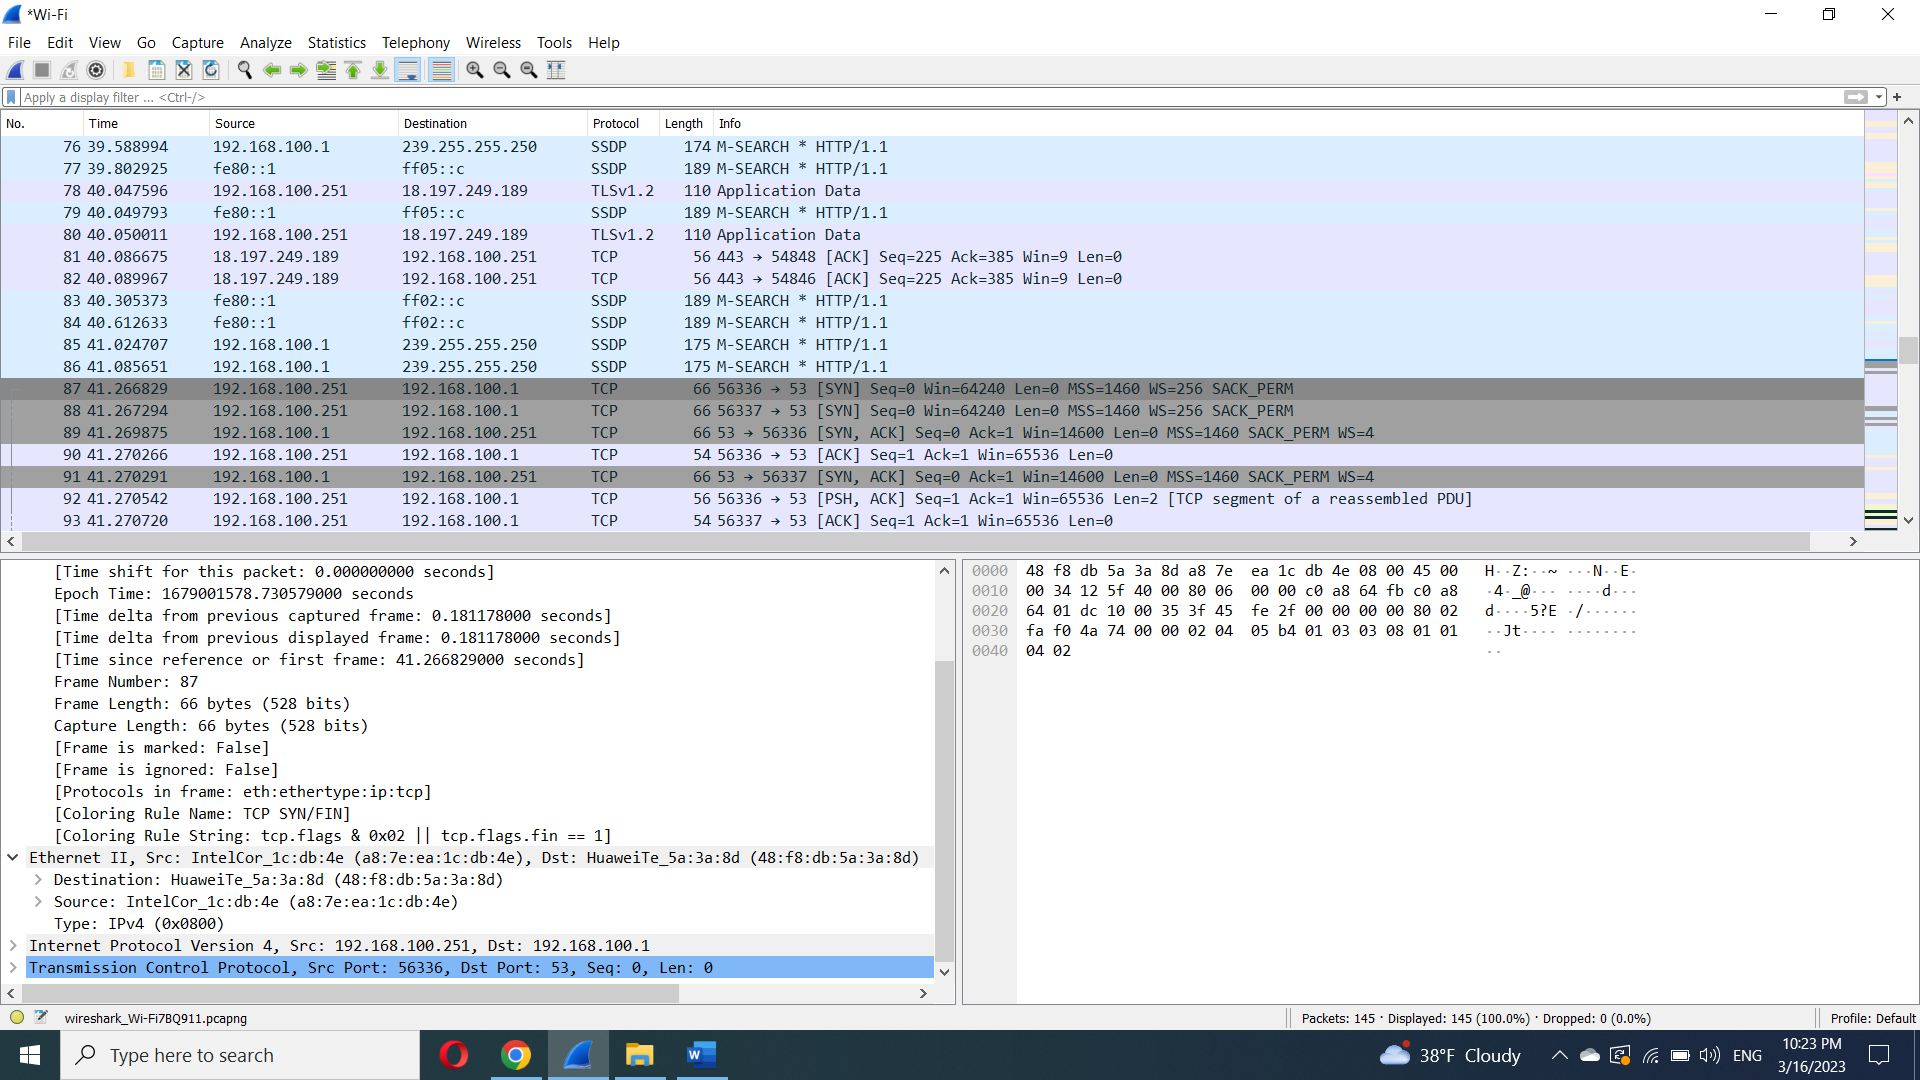 *Wi-Fi
File Edit View Go Capture Analyze Statistics Telephony Wireless Tools Help
Apply a display filter ... <Ctrl-/>
No. Time Source Destination Protocol Length Info
76 39.588994 192.168.100.1 239.255.255.250 SSDP 174 M-SEARCH * HTTP/1.1
77 39.802925 fe80::1 ff05::c SSDP 189 M-SEARCH * HTTP/1.1
78 40.047596 192.168.100.251 18.197.249.189 TLSv1.2 110 Application Data
79 40.049793 fe80::1 ff05::c SSDP 189 M-SEARCH * HTTP/1.1
80 40.050011 192.168.100.251 18.197.249.189 TLSv1.2 110 Application Data
81 40.086675 18.197.249.189 192.168.100.251 TCP 56 443 → 54848 [ACK] Seq=225 Ack=385 Win=9 Len=0
82 40.089967 18.197.249.189 192.168.100.251 TCP 56 443 → 54846 [ACK] Seq=225 Ack=385 Win=9 Len=0
83 40.305373 fe80::1 ff02::c SSDP 189 M-SEARCH * HTTP/1.1
84 40.612633 fe80::1 ff02::c SSDP 189 M-SEARCH * HTTP/1.1
85 41.024707 192.168.100.1 239.255.255.250 SSDP 175 M-SEARCH * HTTP/1.1
86 41.085651 192.168.100.1 239.255.255.250 SSDP 175 M-SEARCH * HTTP/1.1
87 41.266829 192.168.100.251 192.168.100.1 TCP 66 56336 → 53 [SYN] Seq=0 Win=64240 Len=0 MSS=1460 WS=256 SACK_PERM
88 41.267294 192.168.100.251 192.168.100.1 TCP 66 56337 → 53 [SYN] Seq=0 Win=64240 Len=0 MSS=1460 WS=256 SACK_PERM
89 41.269875 192.168.100.1 192.168.100.251 TCP 66 53 → 56336 [SYN, ACK] Seq=0 Ack=1 Win=14600 Len=0 MSS=1460 SACK_PERM WS=4
90 41.270266 192.168.100.251 192.168.100.1 TCP 54 56336 → 53 [ACK] Seq=1 Ack=1 Win=65536 Len=0
91 41.270291 192.168.100.1 192.168.100.251 TCP 66 53 → 56337 [SYN, ACK] Seq=0 Ack=1 Win=14600 Len=0 MSS=1460 SACK_PERM WS=4
92 41.270542 192.168.100.251 192.168.100.1 TCP 56 56336 → 53 [PSH, ACK] Seq=1 Ack=1 Win=65536 Len=2 [TCP segment of a reassembled PDU]
93 41.270720 192.168.100.251 192.168.100.1 TCP 54 56337 → 53 [ACK] Seq=1 Ack=1 Win=65536 Len=0
[Time shift for this packet: 0.000000000 seconds]
Epoch Time: 1679001578.730579000 seconds
[Time delta from previous captured frame: 0.181178000 seconds]
[Time delta from previous displayed frame: 0.181178000 seconds]
[Time since reference or first frame: 41.266829000 seconds]
Frame Number: 87
Frame Length: 66 bytes (528 bits)
Capture Length: 66 bytes (528 bits)
[Frame is marked: False]
[Frame is ignored: False]
[Protocols in frame: eth:ethertype:ip:tcp]
[Coloring Rule Name: TCP SYN/FIN]
[Coloring Rule String: tcp.flags & 0x02 || tcp.flags.fin == 1]
Ethernet II, Src: IntelCor_1c:db:4e (a8:7e:ea:1c:db:4e), Dst: HuaweiTe_5a:3a:8d (48:f8:db:5a:3a:8d)
Destination: HuaweiTe_5a:3a:8d (48:f8:db:5a:3a:8d)
Source: IntelCor_1c:db:4e (a8:7e:ea:1c:db:4e)
Type: IPv4 (0x0800)
Internet Protocol Version 4, Src: 192.168.100.251, Dst: 192.168.100.1
Transmission Control Protocol, Src Port: 56336, Dst Port: 53, Seq: 0, Len: 0
0000 48 f8 db 5a 3a 8d a8 7e ea 1c db 4e 08 00 45 00 H··Z:··~ ···N··E·
0010 00 34 12 5f 40 00 80 06 00 00 c0 a8 64 fb c0 a8 ·4·_@··· ····d···
0020 64 01 dc 10 00 35 3f 45 fe 2f 00 00 00 00 80 02 d····5?E ·/······
0030 fa f0 4a 74 00 00 02 04 05 b4 01 03 03 08 01 01 ··Jt···· ········
0040 04 02 ··
wireshark_Wi-Fi7BQ911.pcapng
Packets: 145 · Displayed: 145 (100.0%) · Dropped: 0 (0.0%)
Profile: Default
Type here to search
W
38°F Cloudy
ENG
10:23 PM
3/16/2023